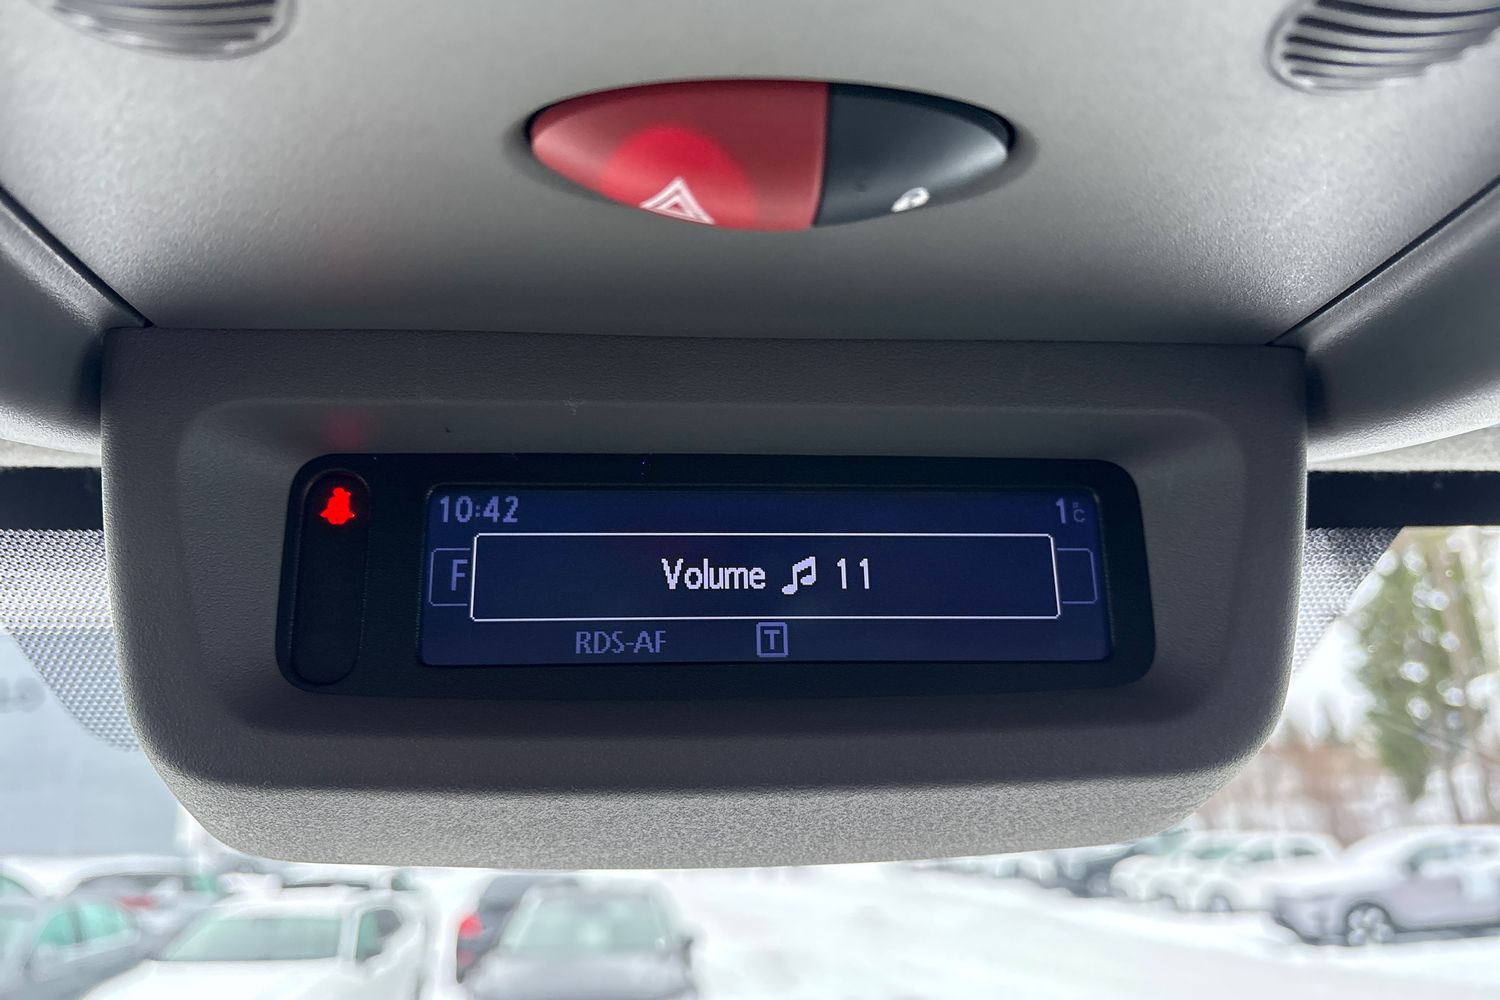 10:42 1°C
F
Volume 11
RDS-AF T